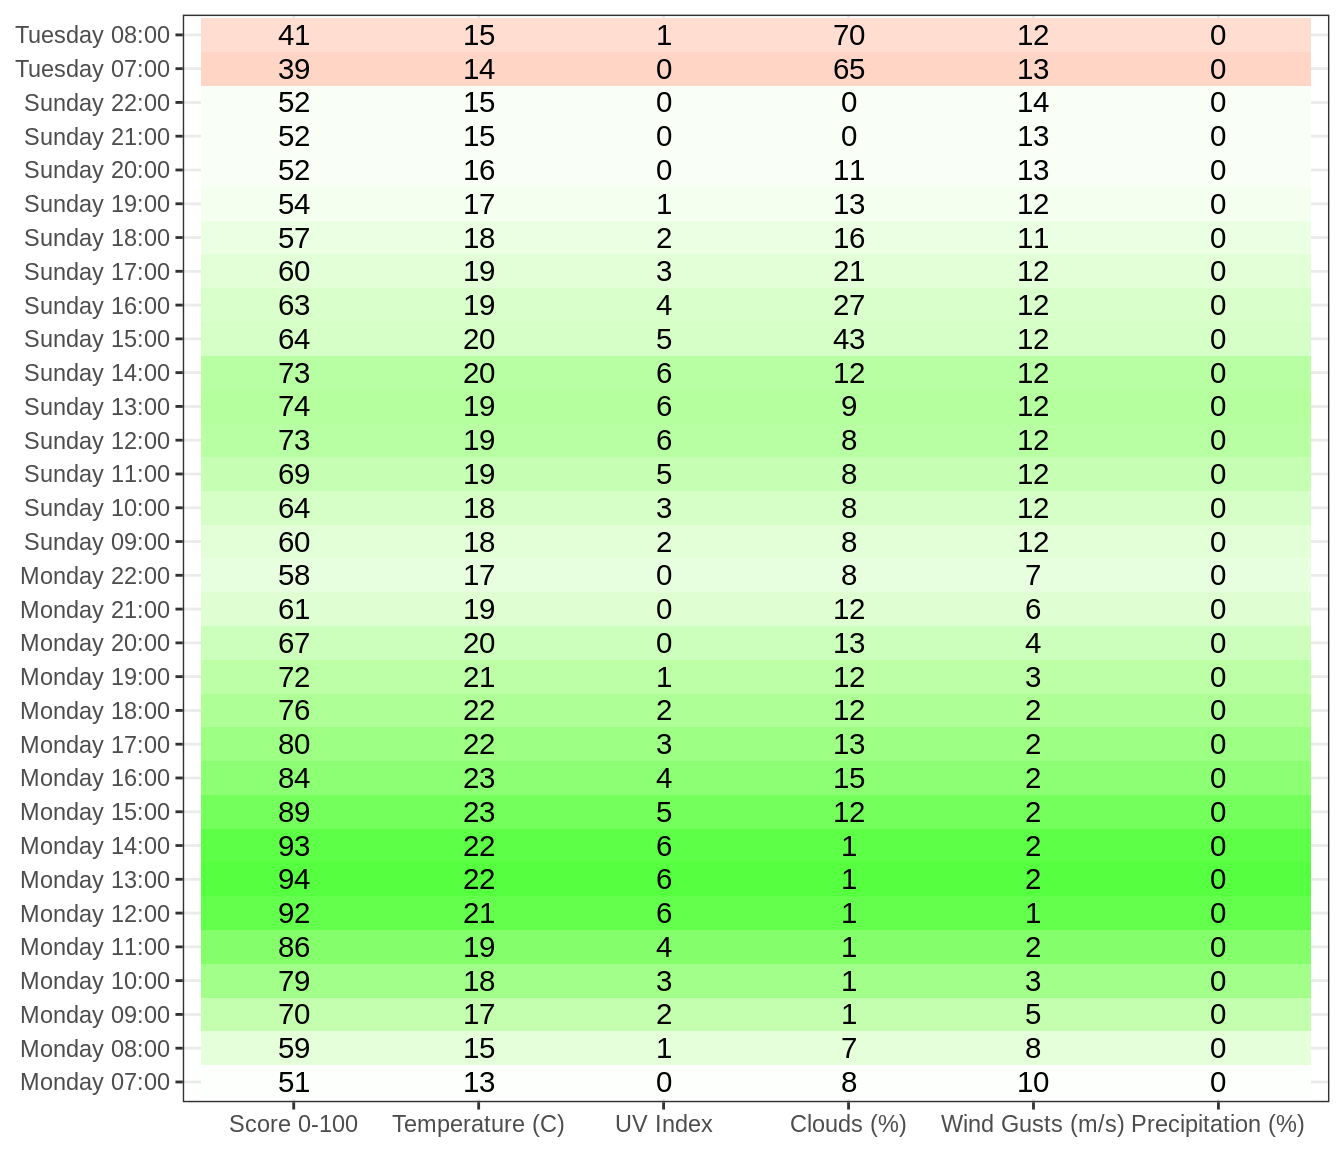 Tuesday 08:00 41 15 1 70 12 0
Tuesday 07:00 39 14 0 65 13 0
Sunday 22:00 52 15 0 0 14 0
Sunday 21:00 52 15 0 0 13 0
Sunday 20:00 52 16 0 11 13 0
Sunday 19:00 54 17 1 13 12 0
Sunday 18:00 57 18 2 16 11 0
Sunday 17:00 60 19 3 21 12 0
Sunday 16:00 63 19 4 27 12 0
Sunday 15:00 64 20 5 43 12 0
Sunday 14:00 73 20 6 12 12 0
Sunday 13:00 74 19 6 9 12 0
Sunday 12:00 73 19 6 8 12 0
Sunday 11:00 69 19 5 8 12 0
Sunday 10:00 64 18 3 8 12 0
Sunday 09:00 60 18 2 8 12 0
Monday 22:00 58 17 0 8 7 0
Monday 21:00 61 19 0 12 6 0
Monday 20:00 67 20 0 13 4 0
Monday 19:00 72 21 1 12 3 0
Monday 18:00 76 22 2 12 2 0
Monday 17:00 80 22 3 13 2 0
Monday 16:00 84 23 4 15 2 0
Monday 15:00 89 23 5 12 2 0
Monday 14:00 93 22 6 1 2 0
Monday 13:00 94 22 6 1 2 0
Monday 12:00 92 21 6 1 1 0
Monday 11:00 86 19 4 1 2 0
Monday 10:00 79 18 3 1 3 0
Monday 09:00 70 17 2 1 5 0
Monday 08:00 59 15 1 7 8 0
Monday 07:00 51 13 0 8 10 0
Score 0-100 Temperature (C) UV Index Clouds (%) Wind Gusts (m/s) Precipitation (%)